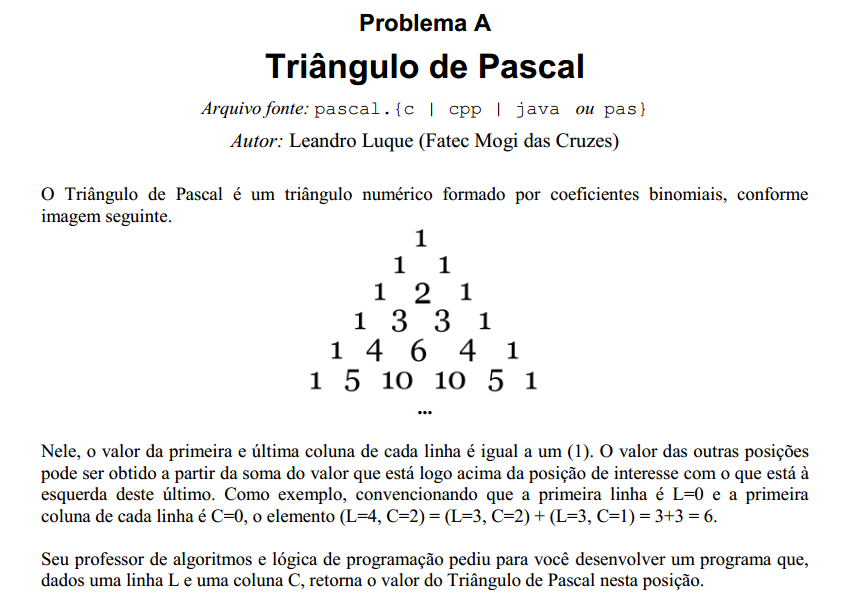 Problema A
Triângulo de Pascal
Arquivo fonte: pascal.{c | cpp | java ou pas}
Autor: Leandro Luque (Fatec Mogi das Cruzes)
O Triângulo de Pascal é um triângulo numérico formado por coeficientes binomiais, conforme
imagem seguinte.
1
1 1
1 2 1
1 3 3 1
1 4 6 4 1
1 5 10 10 5 1
...
Nele, o valor da primeira e última coluna de cada linha é igual a um (1). O valor das outras posições
pode ser obtido a partir da soma do valor que está logo acima da posição de interesse com o que está à
esquerda deste último. Como exemplo, convencionando que a primeira linha é L=0 e a primeira
coluna de cada linha é C=0, o elemento (L=4, C=2) = (L=3, C=2) + (L=3, C=1) = 3+3 = 6.
Seu professor de algoritmos e lógica de programação pediu para você desenvolver um programa que,
dados uma linha L e uma coluna C, retorna o valor do Triângulo de Pascal nesta posição.